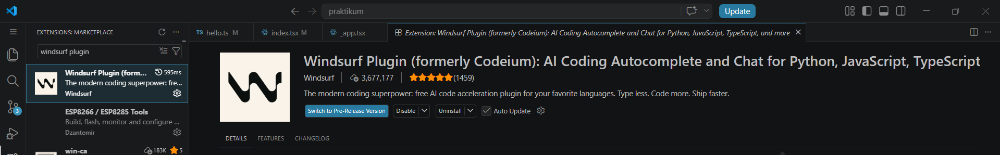 praktikum
Update
EXTENSIONS: MARKETPLACE
windsurf plugin
Windsurf Plugin (form... 595ms
The modern coding superpower: fre...
Windsurf
ESP8266 / ESP8285 Tools
Build, flash, monitor and configure ...
Dzantemir
win-ca 183K 5
3
TS hello.ts M
index.tsx M
_app.tsx
Extension: Windsurf Plugin (formerly Codeium): AI Coding Autocomplete and Chat for Python, JavaScript, TypeScript, and more
Windsurf Plugin (formerly Codeium): AI Coding Autocomplete and Chat for Python, JavaScript, TypeScript
Windsurf 3,677,177 (1459)
The modern coding superpower: free AI code acceleration plugin for your favorite languages. Type less. Code more. Ship faster.
Switch to Pre-Release Version Disable Uninstall Auto Update
DETAILS FEATURES CHANGELOG